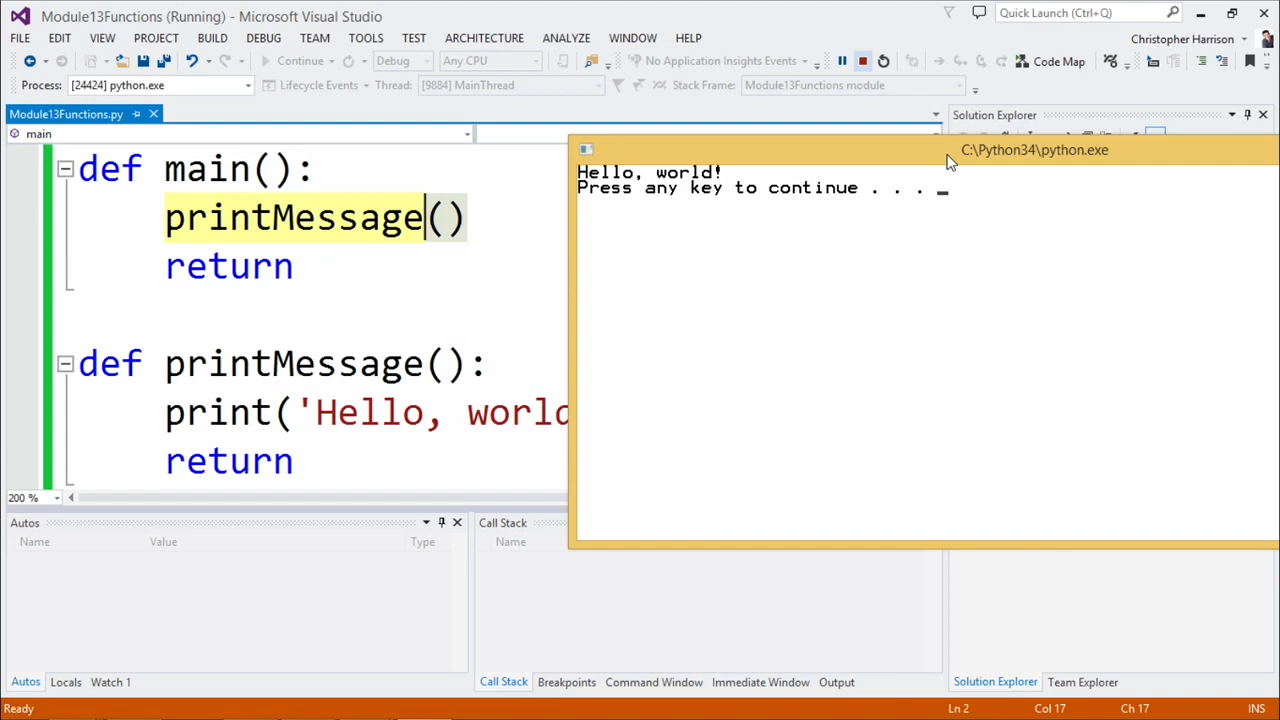 Module13Functions (Running) - Microsoft Visual Studio
Quick Launch (Ctrl+Q)
FILE EDIT VIEW PROJECT BUILD DEBUG TEAM TOOLS TEST ARCHITECTURE ANALYZE WINDOW HELP
Christopher Harrison
Continue Debug Any CPU No Application Insights Events Code Map
Process: [24424] python.exe Lifecycle Events Thread: [9884] MainThread Stack Frame: Module13Functions module
Module13Functions.py
Solution Explorer
main
C:\Python34\python.exe
def main():
printMessage()
return
def printMessage():
print('Hello, world
return
Hello, world!
Press any key to continue . . . _
200 %
Autos
Name Value Type
Call Stack
Name
Autos Locals Watch 1
Call Stack Breakpoints Command Window Immediate Window Output
Solution Explorer Team Explorer
Ready Ln 2 Col 17 Ch 17 INS